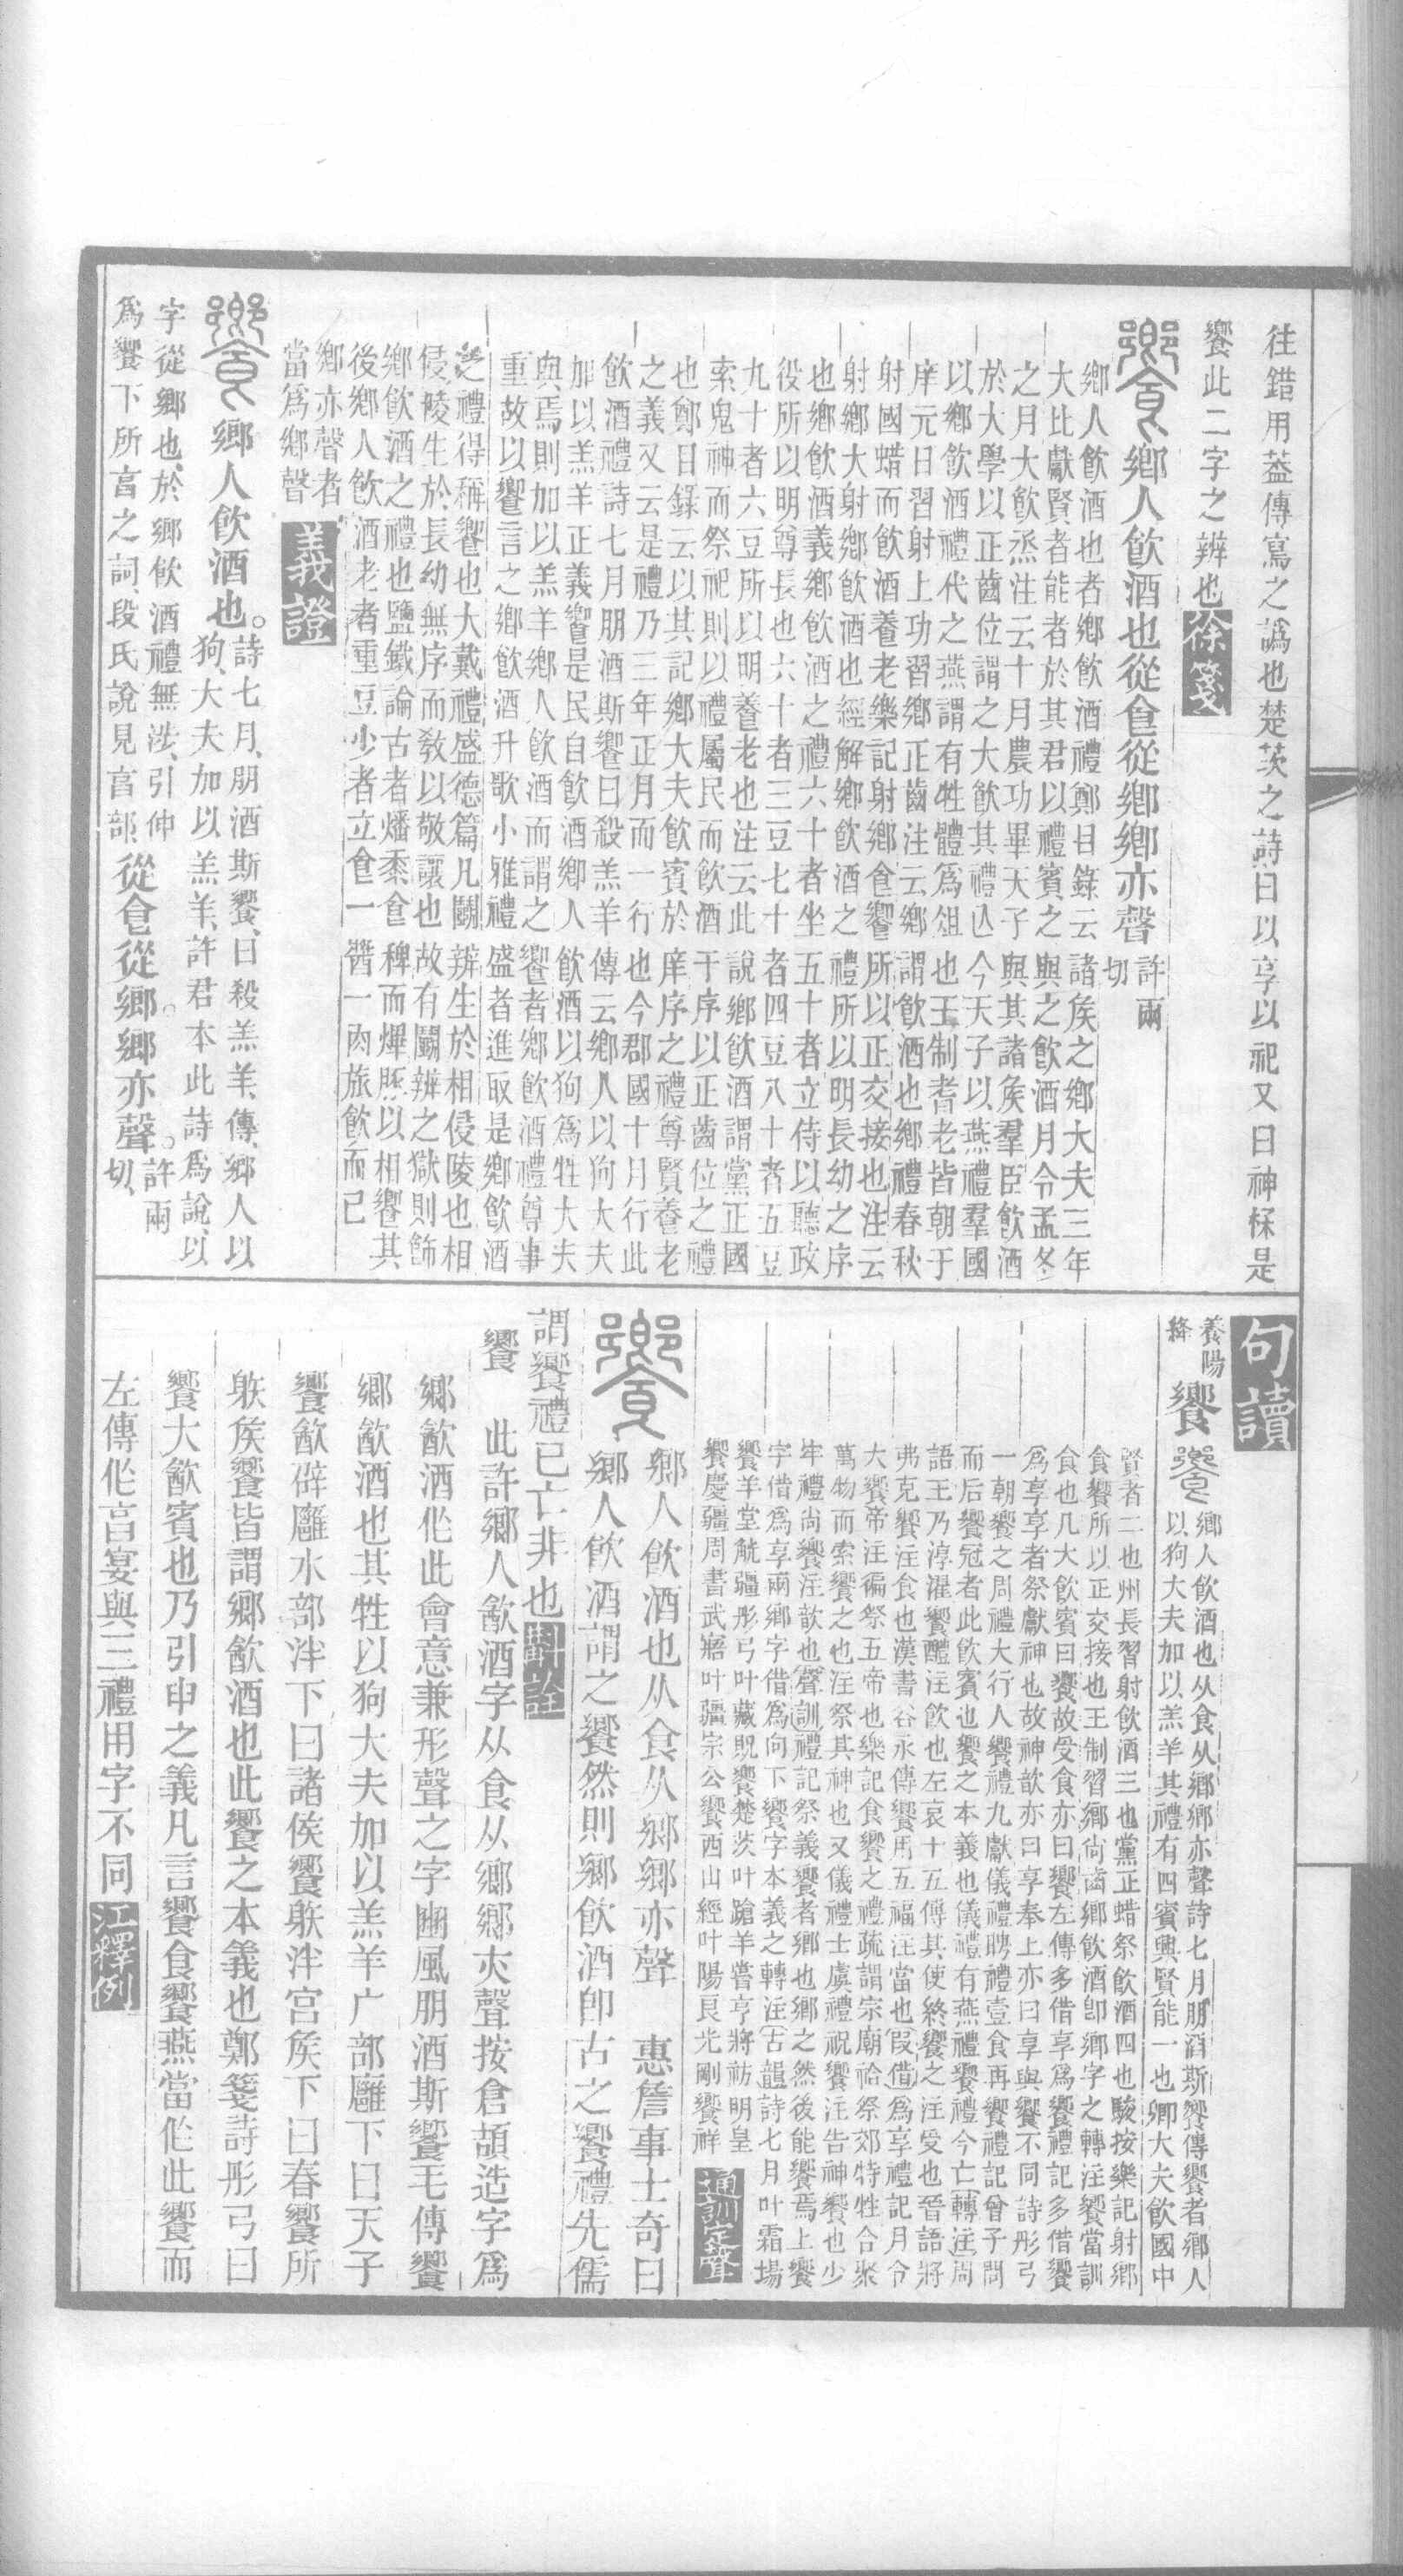 往錯用葢傳寫之譌也楚茨之詩曰以享以祀又曰神保是
饗此二字之辨也徐箋
鄉人飲酒也從食從鄉鄉亦聲許兩切
鄉人飲酒也者鄉飲酒禮鄭目錄云諸矦之鄉大夫三年
大比獻賢者能者於其君以禮賓之與之飲酒月令孟冬
之月大飲烝注云十月農功畢天子與其諸矦羣臣飲酒
於大學以正齒位謂之大飲其禮亾今天子以燕禮羣國
以鄉飲酒禮代之燕謂有牲體爲俎也王制耆老皆朝于
庠元日習射上功習鄉正齒注云鄉謂飲酒也鄉禮春秋
射國蜡而飲酒養老樂記射鄉食饗所以正交接也注云
射鄉大射鄉飲酒也經解鄉飲酒之禮所以明長幼之序
也鄉飲酒義鄉飲酒之禮六十者坐五十者立侍以聽政
役所以明尊長也六十者三豆七十者四豆八十者五豆
九十者六豆所以明養老也注云此說鄉飲酒謂黨正國
索鬼神而祭祀則以禮屬民而飲酒于序以正齒位之禮
也鄭目錄云以其記鄉大夫飲賓於庠序之禮尊賢養老
之義又云是禮乃三年正月而一行也今郡國十月行此
飲酒禮詩七月朋酒斯饗曰殺羔羊傳云鄉人以狗大夫
加以羔羊正義饗是民自飲酒鄉人飲酒以狗爲牲大夫
與焉則加以羔羊鄉人飲酒而謂之饗者鄉飲酒禮尊事
重故以饗言之鄉飲酒升歌小雅禮盛者進取是鄉飲酒
之禮得稱饗也大戴禮盛德篇凡鬭辨生於相侵陵也相
侵陵生於長幼無序而敎以敬讓也故有鬭辨之獄則飾
鄉飲酒之禮也鹽鐵論古者燔黍食稗而燀豚以相饗其
後鄉人飲酒老者重豆少者立食一醬一肉旅飲而已
鄉亦聲者
當爲鄉聲義證
鄉人飲酒也。詩七月、朋酒斯饗、曰殺羔羊、傳、鄉人以
狗、大夫加以羔羊、許君本此詩爲說、以
字從鄉也、於鄉飲酒禮無涉、引伸
爲饗下所言之詞、段氏說見亯部、從食從鄉。鄉亦聲。許兩切、
句讀
養陽絳饗鄉人飲酒也从食从鄉鄉亦聲詩七月朋酒斯饗傳饗者鄉人
以狗大夫加以羔羊其禮有四賓興賢能一也卿大夫飲國中
賢者二也州長習射飲酒三也黨正蜡祭飲酒四也駿按樂記射鄉
食饗所以正交接也王制習鄉尙齒鄉飲酒卽鄉字之轉注饗當訓
食也凡大飲賓曰饗故受食亦曰饗左傳多借享爲饗禮記多借饗
爲享享者祭獻神也故神歆亦曰享奉上亦曰享與饗不同詩彤弓
一朝饗之周禮大行人饗禮九獻儀禮聘禮壹食再饗禮記曾子問
而后饗冠者此飲賓也饗之本義也儀禮有燕禮饗禮今亡轉注周
語王乃淳濯饗醴注飲也左哀十五傳其使終饗之注受也晉語將
弗克饗注食也漢書谷永傳饗用五福注當也假借爲享禮記月令
大饗帝注徧祭五帝也樂記食饗之禮疏謂宗廟祫祭郊特牲合聚
萬物而索饗之也注祭其神也又儀禮士虞禮祝饗注告神饗也少
牢禮尙饗注歆也聲訓禮記祭義饗者鄉也鄉之然後能饗焉上饗
字借爲享兩鄉字借爲向下饗字本義之轉注古韻詩七月叶霜場
饗羊堂觥疆彤弓叶藏貺饗楚茨叶蹌羊嘗亨將祊明皇
饗慶疆周書武寤叶疆宗公饗西山經叶陽良光剛饗祥通訓定聲
鄉人飲酒也从食从鄉鄉亦聲　惠詹事士奇曰
鄉人飲酒謂之饗然則鄉飲酒卽古之饗禮先儒
謂饗禮已亡非也斠詮
饗　此許鄉人歓酒字从食从鄉鄉亦聲按倉頡造字爲
鄉歓酒作此會意兼形聲之字豳風朋酒斯饗毛傳饗
鄉歓酒也其牲以狗大夫加以羔羊广部廱下曰天子
饗歓辟廱水部泮下曰諸侯饗䠶泮宮矦下曰春饗所
䠶矦饗皆謂鄉歓酒也此饗之本義也鄭箋詩彤弓曰
饗大歓賓也乃引申之義凡言饗食饗燕當作此饗而
左傳作亯宴與三禮用字不同江釋例